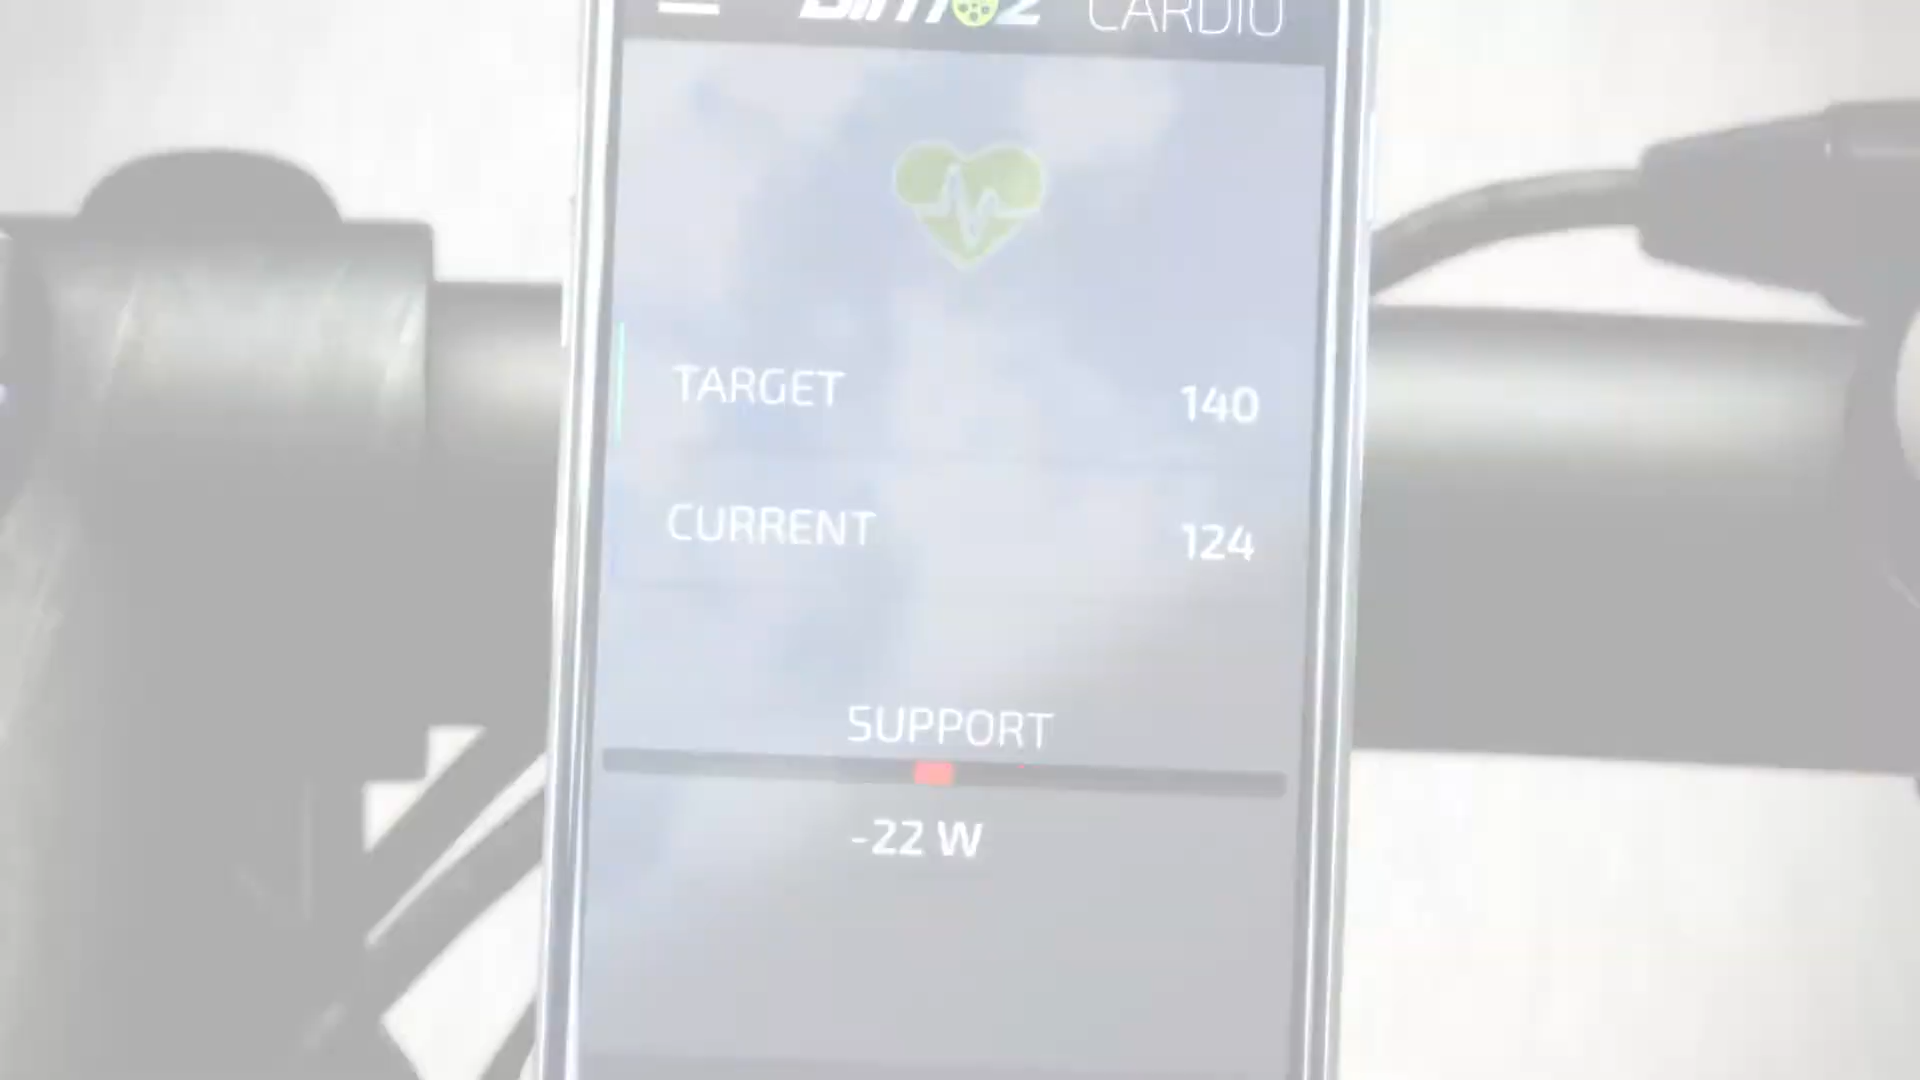 CARDIO
TARGET 140
CURRENT 124
SUPPORT
-22 W